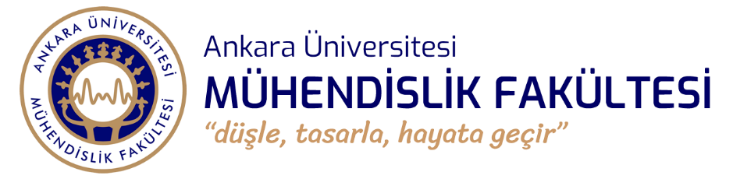 ANKARA ÜNİVERSİTESİ
MÜHENDİSLİK FAKÜLTESİ
Ankara Üniversitesi
MÜHENDİSLİK FAKÜLTESİ
“düşle, tasarla, hayata geçir”